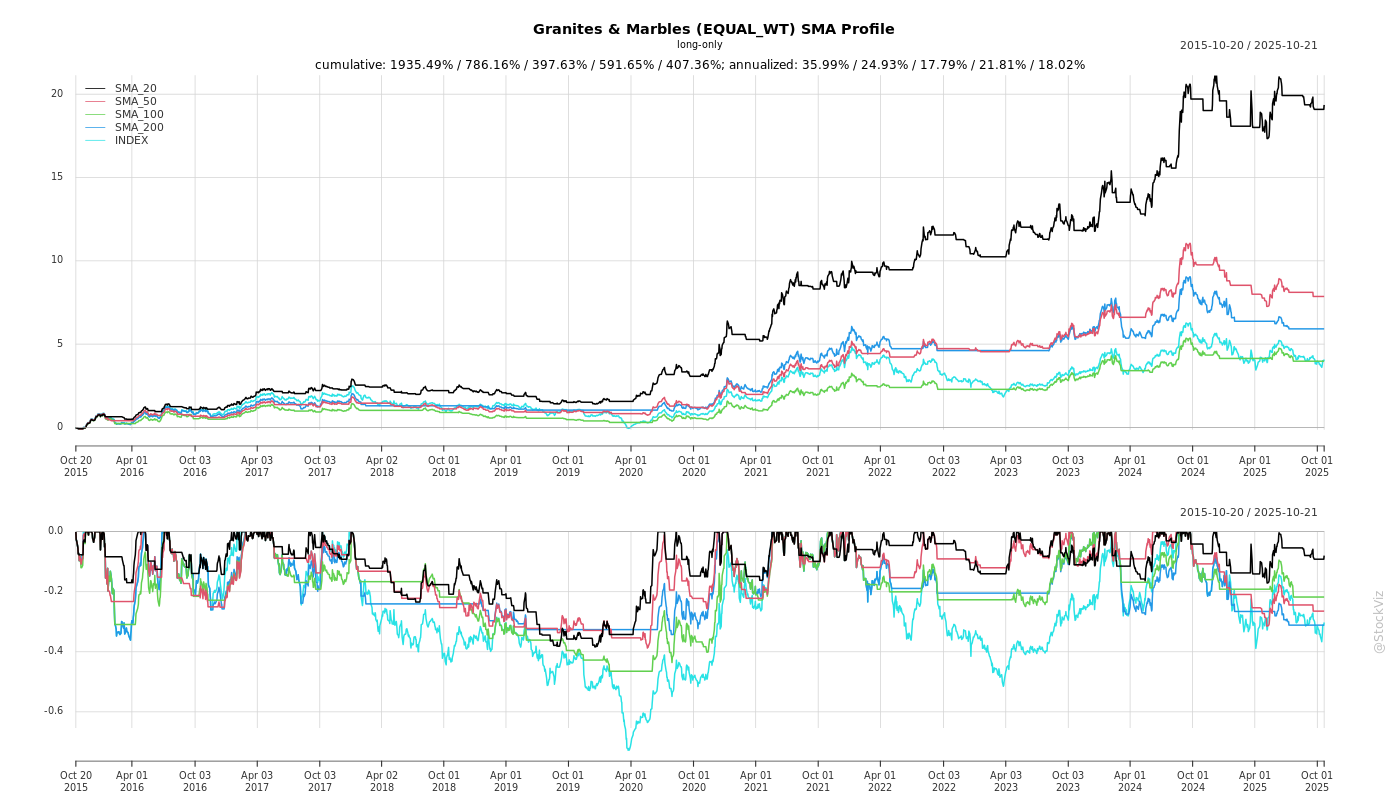 Granites & Marbles (EQUAL_WT) SMA Profile
long-only
2015-10-20 / 2025-10-21
cumulative: 1935.49% / 786.16% / 397.63% / 591.65% / 407.36%; annualized: 35.99% / 24.93% / 17.79% / 21.81% / 18.02%
SMA_20
SMA_50
SMA_100
SMA_200
INDEX
20
15
10
5
0
Oct 20 Apr 01 Oct 03 Apr 03 Oct 03 Apr 02 Oct 01 Apr 01 Oct 01 Apr 01 Oct 01 Apr 01 Oct 01 Apr 01 Oct 03 Apr 03 Oct 03 Apr 01 Oct 01 Apr 01 Oct 01
2015 2016 2016 2017 2017 2018 2018 2019 2019 2020 2020 2021 2021 2022 2022 2023 2023 2024 2024 2025 2025
2015-10-20 / 2025-10-21
0.0
-0.2
-0.4
-0.6
Oct 20 Apr 01 Oct 03 Apr 03 Oct 03 Apr 02 Oct 01 Apr 01 Oct 01 Apr 01 Oct 01 Apr 01 Oct 01 Apr 01 Oct 03 Apr 03 Oct 03 Apr 01 Oct 01 Apr 01 Oct 01
2015 2016 2016 2017 2017 2018 2018 2019 2019 2020 2020 2021 2021 2022 2022 2023 2023 2024 2024 2025 2025
@StockViz